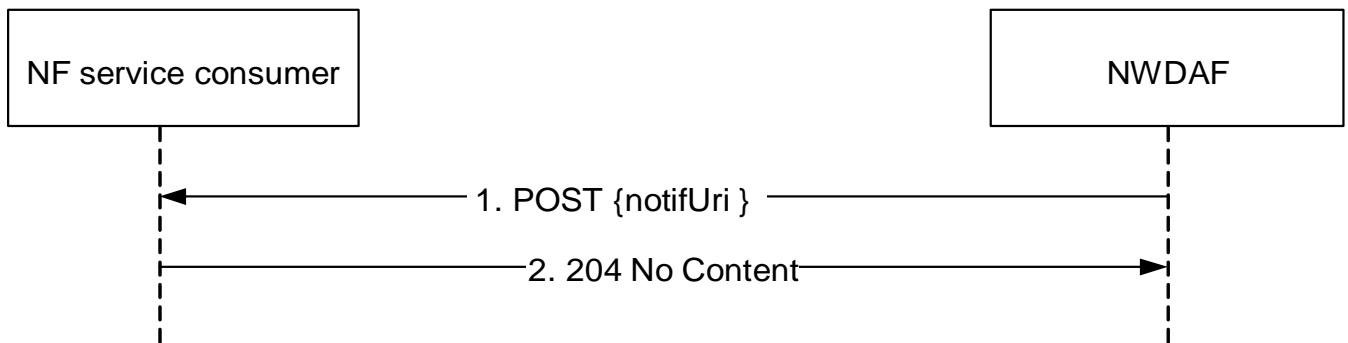 NF service consumer
NWDAF
1. POST {notifUri }
2. 204 No Content